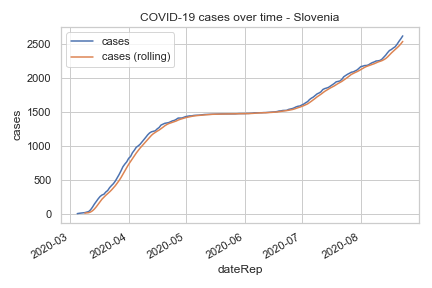 COVID-19 cases over time - Slovenia
cases
cases (rolling)
2500
2000
1500
1000
500
0
cases
2020-03
2020-04
2020-05
2020-06
2020-07
2020-08
dateRep